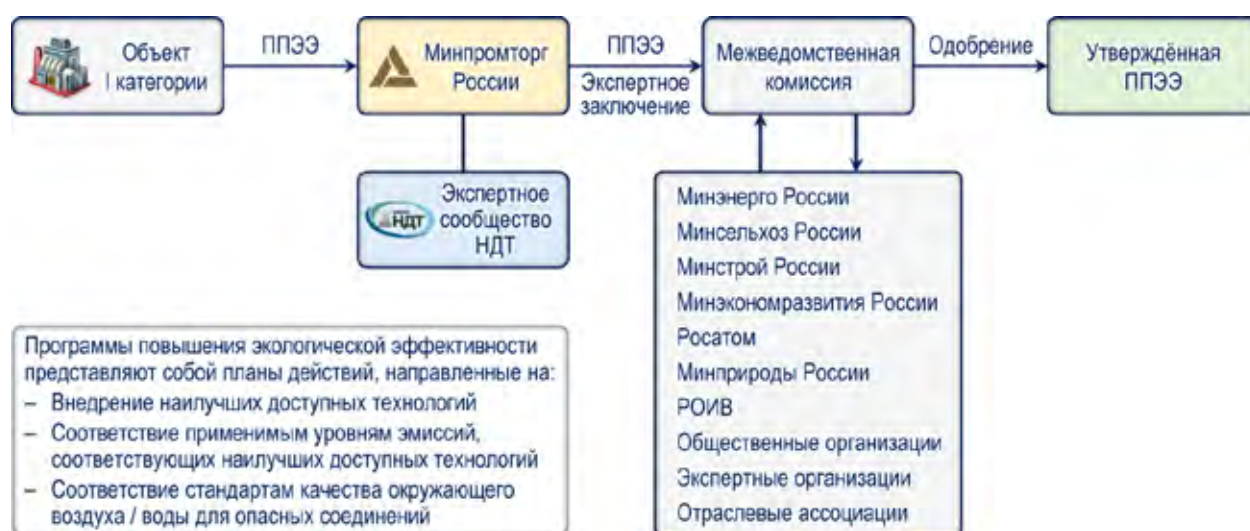 Объект
I категории
ППЭЭ
Минпромторг
России
ППЭЭ
Экспертное
заключение
Межведомственная
комиссия
Одобрение
Утверждённая
ППЭЭ
НДТ
Экспертное
сообщество
НДТ
Минэнерго России
Минсельхоз России
Минстрой России
Минэкономразвития России
Росатом
Минприроды России
РОИВ
Общественные организации
Экспертные организации
Отраслевые ассоциации
Программы повышения экологической эффективности
представляют собой планы действий, направленные на:
– Внедрение наилучших доступных технологий
– Соответствие применимым уровням эмиссий,
соответствующих наилучших доступных технологий
– Соответствие стандартам качества окружающего
воздуха / воды для опасных соединений